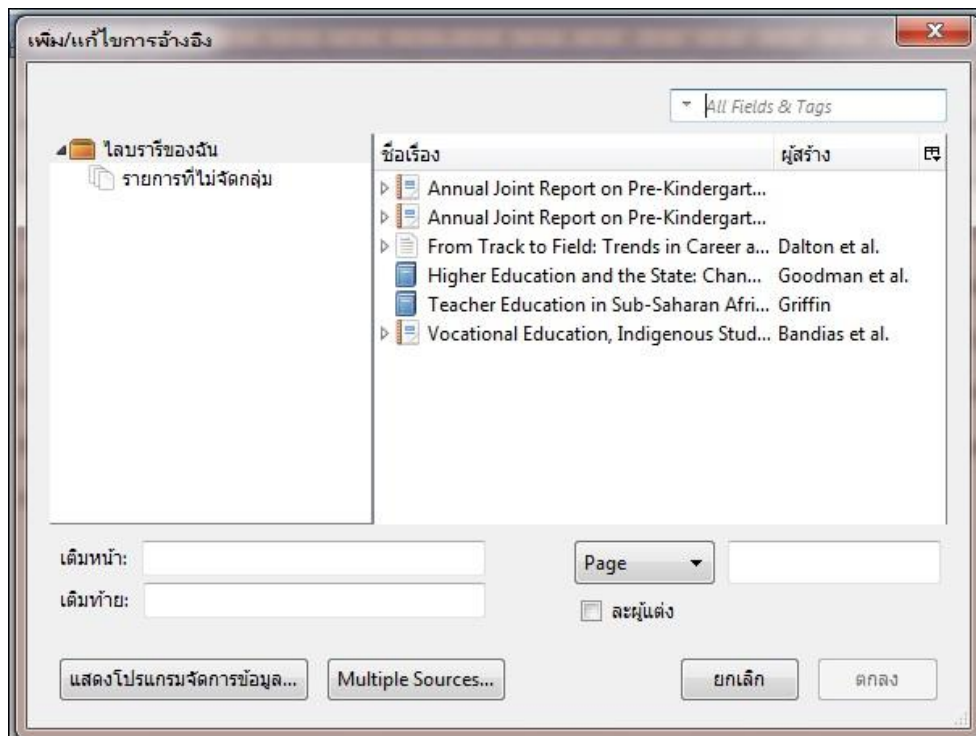 เพิ่ม/แก้ไขการอ้างอิง
All Fields & Tags
ไลบรารีของฉัน
รายการที่ไม่จัดกลุ่ม
ชื่อเรื่อง ผู้สร้าง
Annual Joint Report on Pre-Kindergart...
Annual Joint Report on Pre-Kindergart...
From Track to Field: Trends in Career a... Dalton et al.
Higher Education and the State: Chan... Goodman et al.
Teacher Education in Sub-Saharan Afri... Griffin
Vocational Education, Indigenous Stud... Bandias et al.
เติมหน้า: Page
เติมท้าย: ละผู้แต่ง
แสดงโปรแกรมจัดการข้อมูล... Multiple Sources... ยกเลิก ตกลง